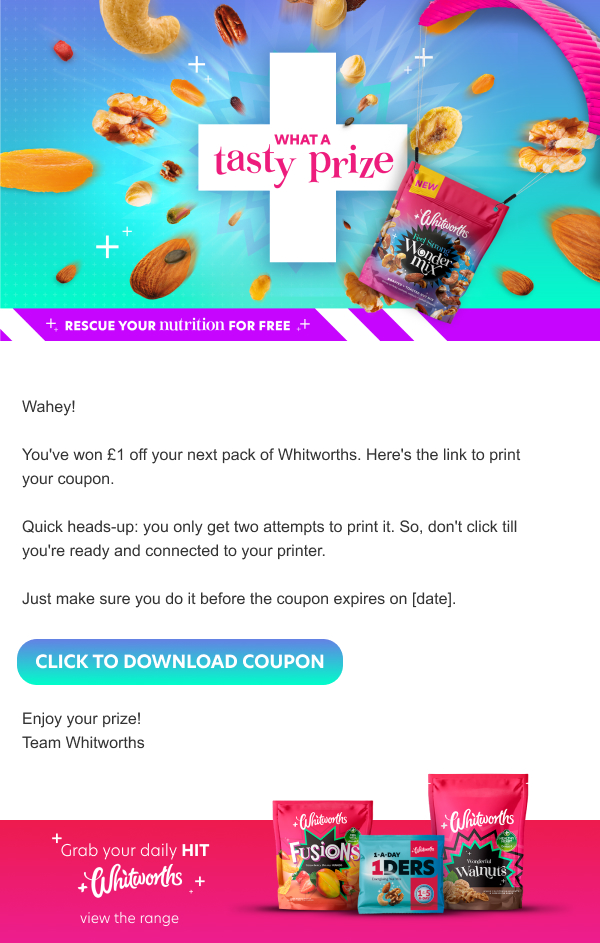 WHAT A
tasty prize
NEW
Whitworths
Feel Strong
Wonder
mix
RESCUE YOUR nutrition FOR FREE
Wahey!
You've won £1 off your next pack of Whitworths. Here's the link to print
your coupon.
Quick heads-up: you only get two attempts to print it. So, don't click till
you're ready and connected to your printer.
Just make sure you do it before the coupon expires on [date].
CLICK TO DOWNLOAD COUPON
Enjoy your prize!
Team Whitworths
Grab your daily HIT
Whitworths
view the range
Whitworths
FUSIONS
1-A-DAY
1DERS
Whitworths
Whitworths
Wonderful
Walnuts